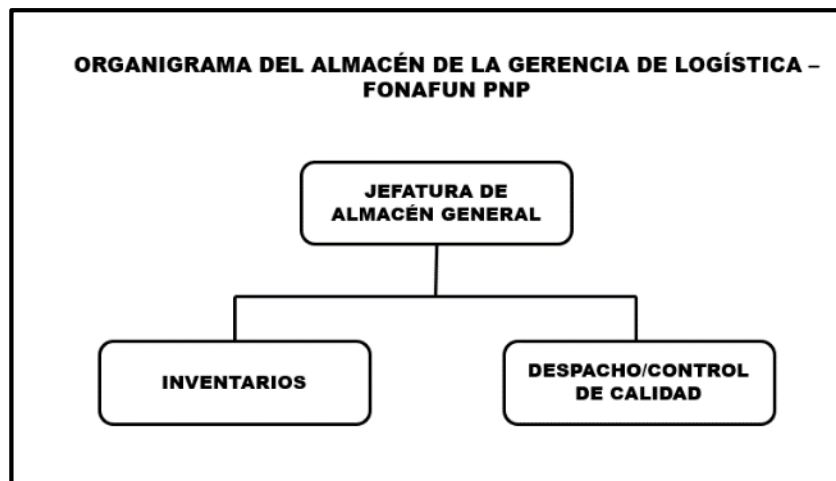 ORGANIGRAMA DEL ALMACÉN DE LA GERENCIA DE LOGÍSTICA –
FONAFUN PNP
JEFATURA DE
ALMACÉN GENERAL
INVENTARIOS
DESPACHO/CONTROL
DE CALIDAD